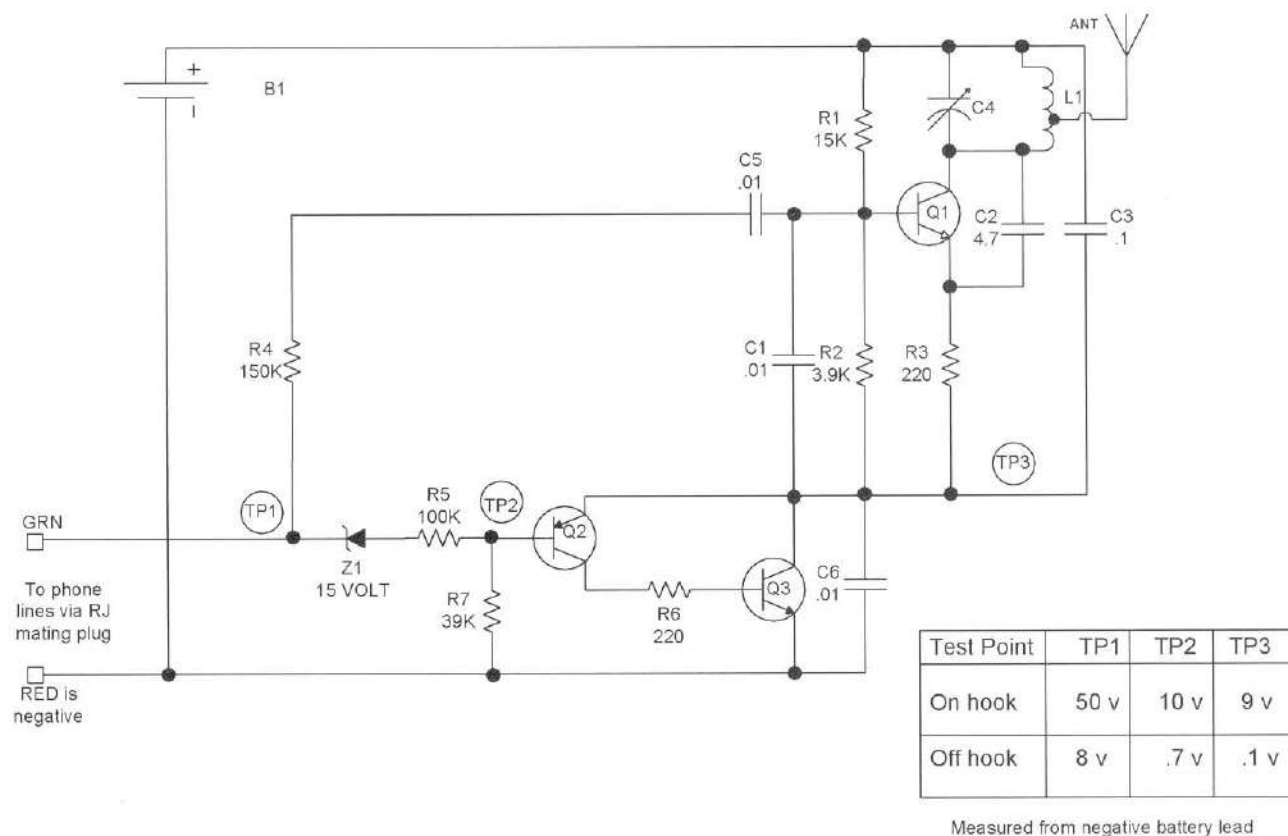 ANT
+
B1
I
R1
15K
C4
L1
C5
.01
Q1
C2
4.7
C3
.1
R4
150K
C1
.01
R2
3.9K
R3
220
TP3
TP1
GRN
Z1
15 VOLT
R5
100K
TP2
Q2
R7
39K
R6
220
Q3
C6
.01
To phone
lines via RJ
mating plug
RED is
negative
Test Point TP1 TP2 TP3
On hook 50 v 10 v 9 v
Off hook 8 v .7 v .1 v
Measured from negative battery lead